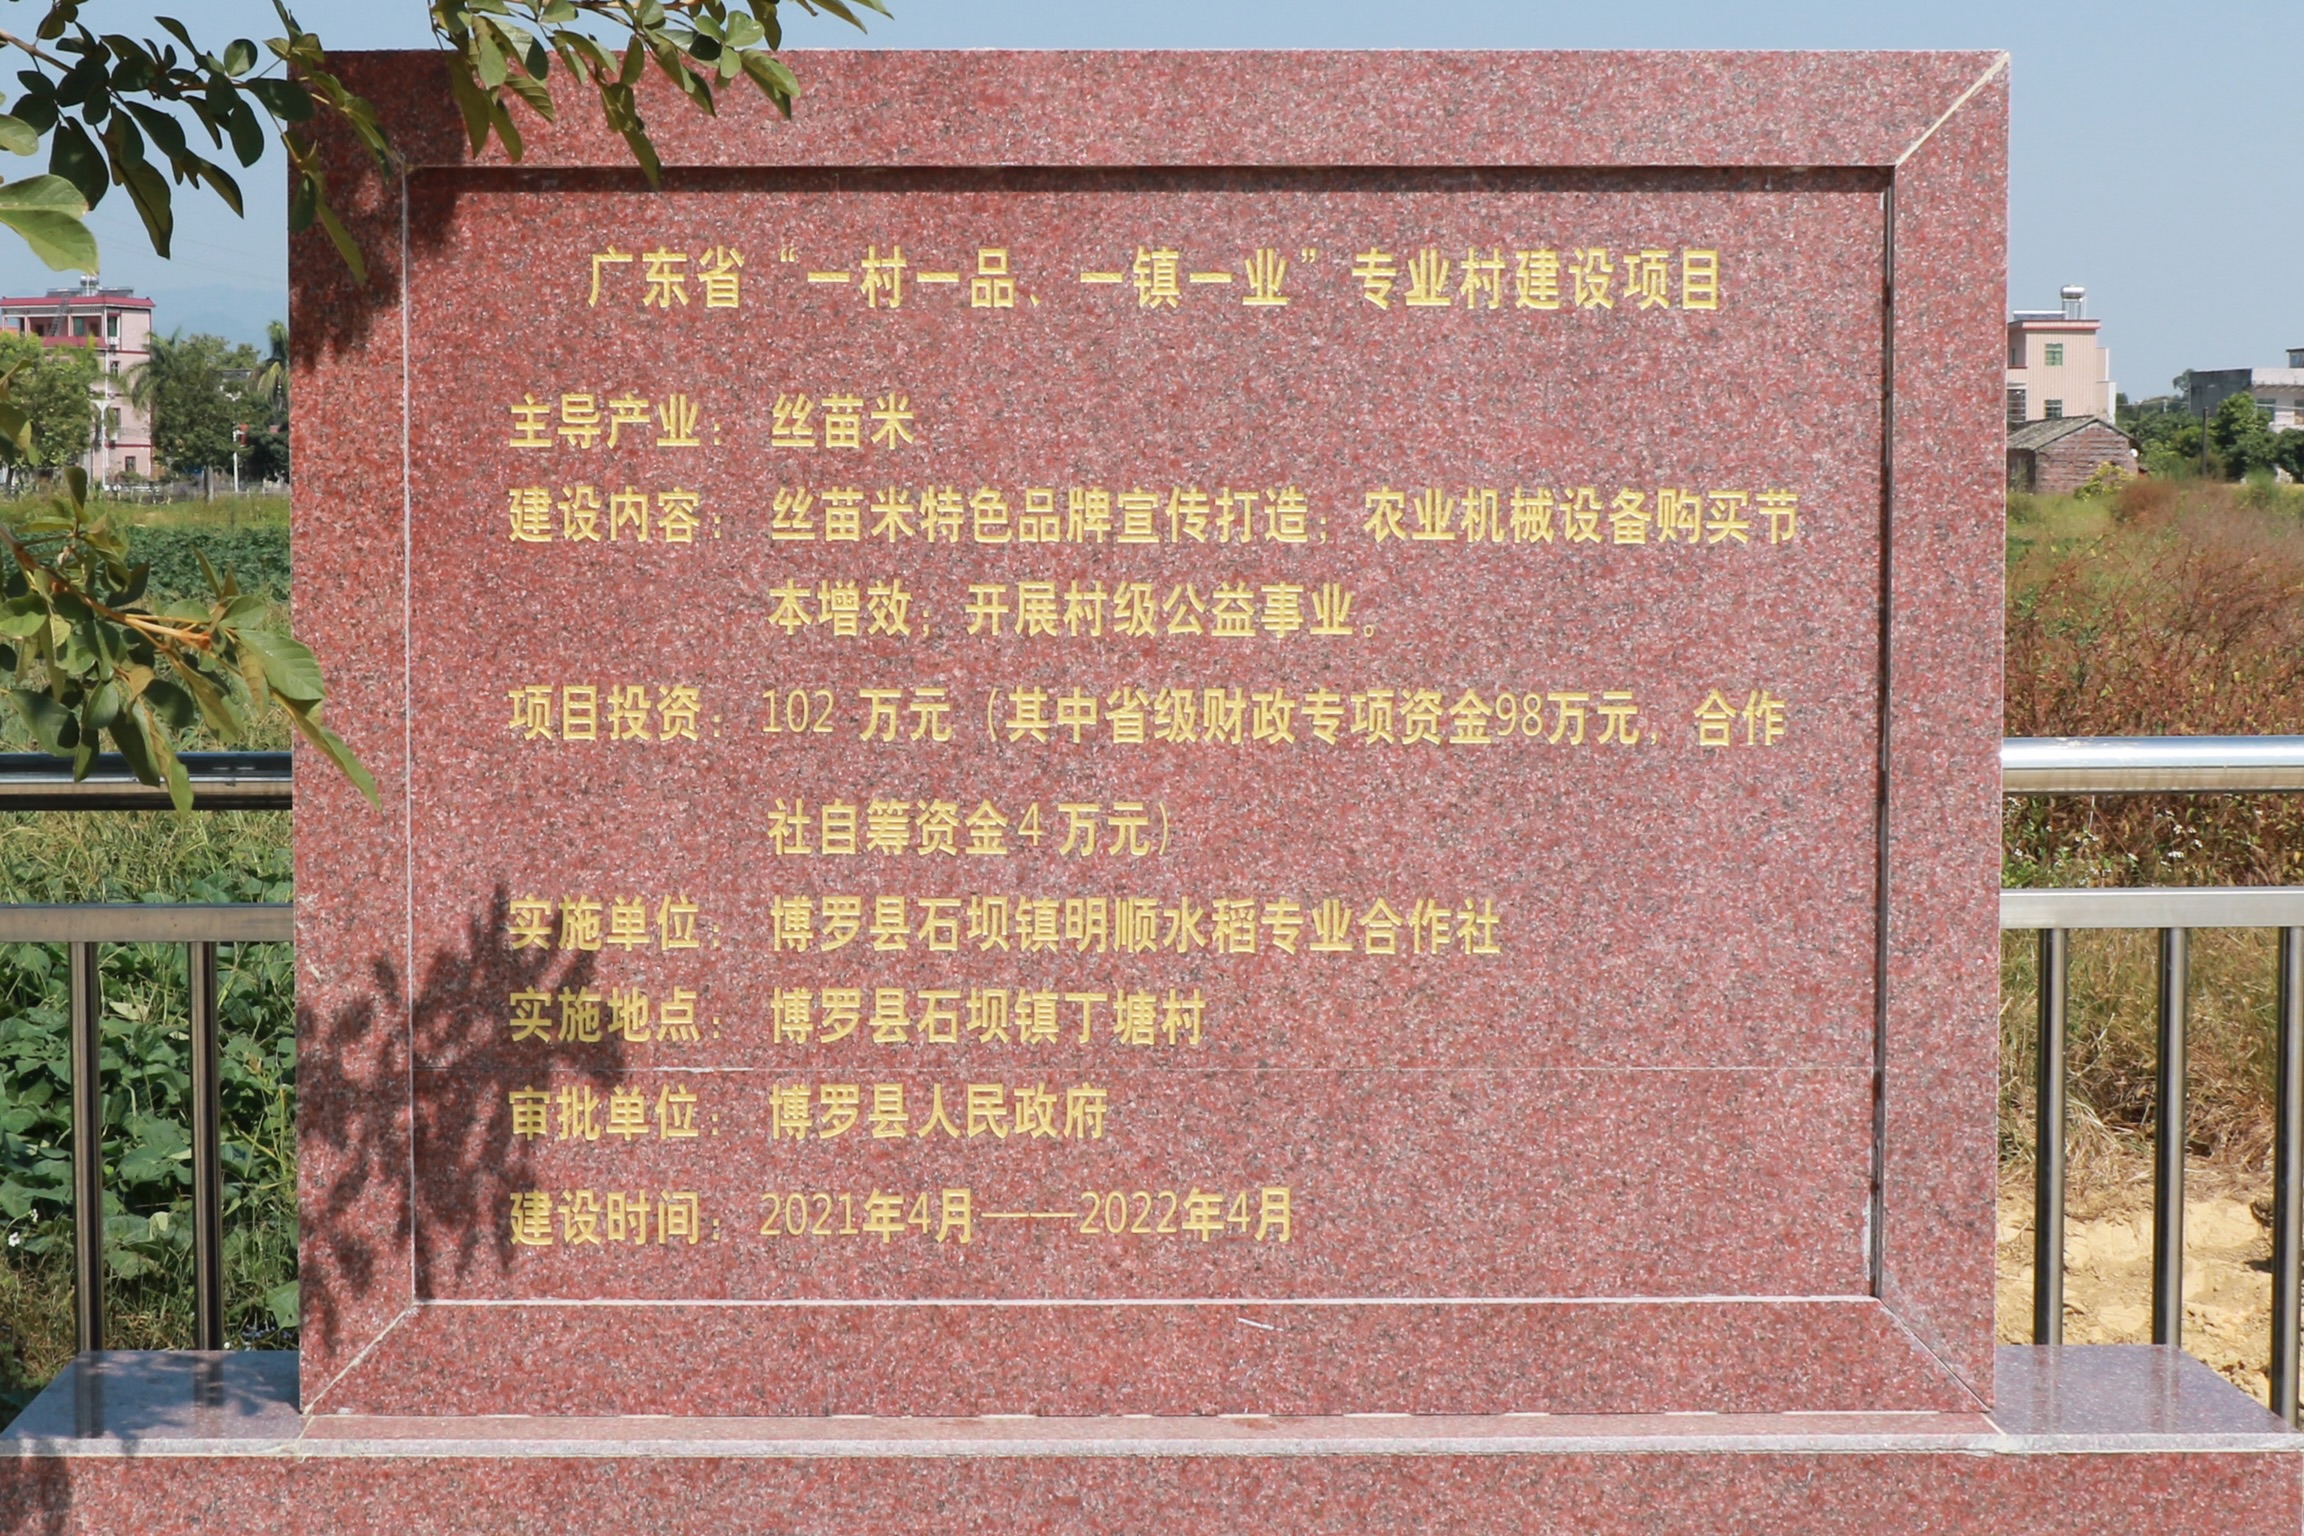 广东省“一村一品、一镇一业”专业村建设项目
主导产业：丝苗米
建设内容：丝苗米特色品牌宣传打造；农业机械设备购买节
本增效；开展村级公益事业。
项目投资：102 万元（其中省级财政专项资金98万元，合作
社自筹资金4 万元）
实施单位：博罗县石坝镇明顺水稻专业合作社
实施地点：博罗县石坝镇丁塘村
审批单位：博罗县人民政府
建设时间：2021年4月——2022年4月